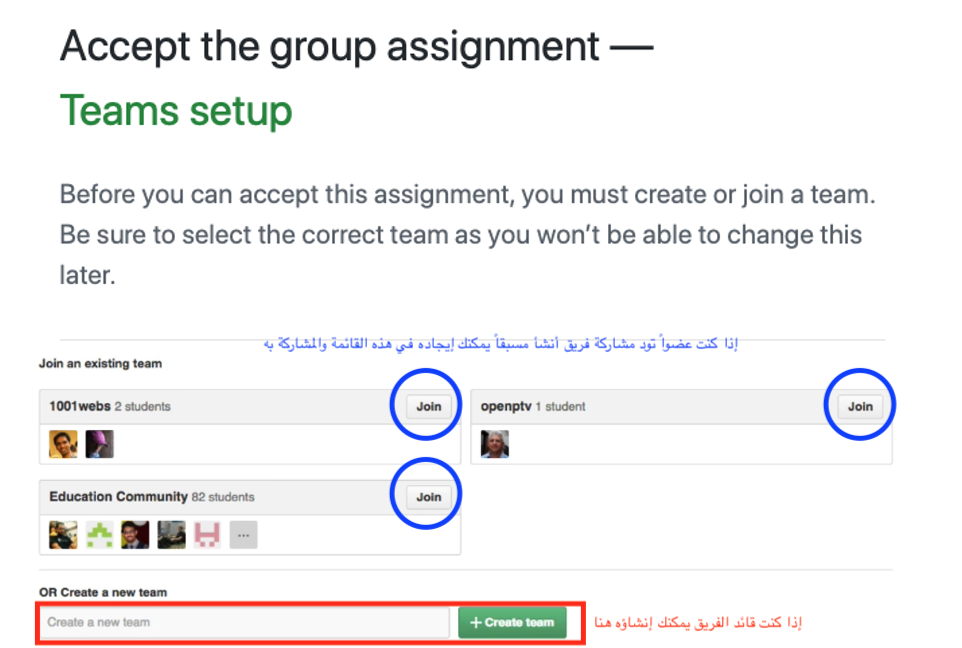 Accept the group assignment —
Teams setup
Before you can accept this assignment, you must create or join a team.
Be sure to select the correct team as you won't be able to change this
later.
إذا كنت عضواً تود مشاركة فريق أنشأ مسبقاً يمكنك إيجاده في هذه القائمة والمشاركة به
Join an existing team
1001webs 2 students
Join
openptv 1 student
Join
Education Community 82 students
Join
...
OR Create a new team
Create a new team
+ Create team
إذا كنت قائد الفريق يمكنك إنشاؤه هنا